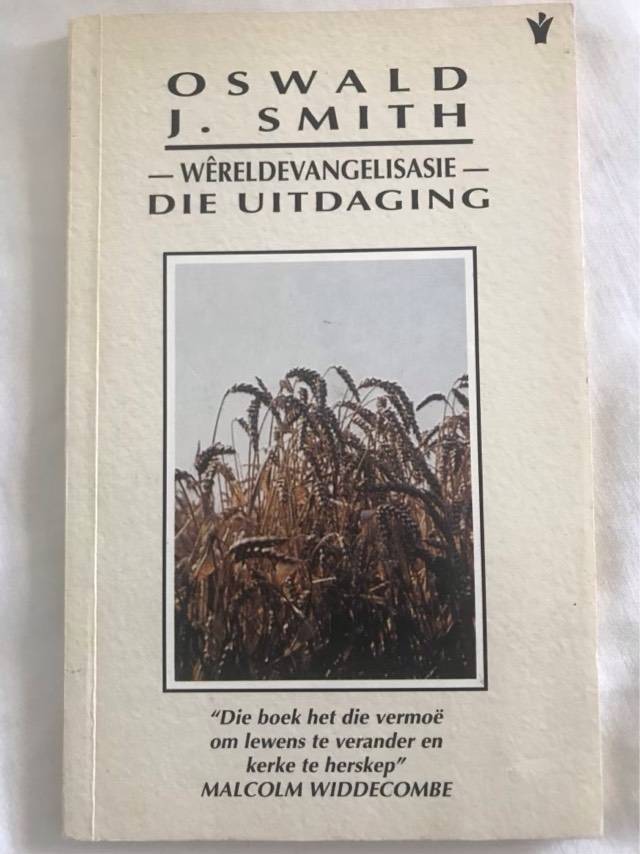 OSWALD
J. SMITH
— WÊRELDEVANGELISASIE —
DIE UITDAGING
“Die boek het die vermoë
om lewens te verander en
kerke te herskep”
MALCOLM WIDDECOMBE